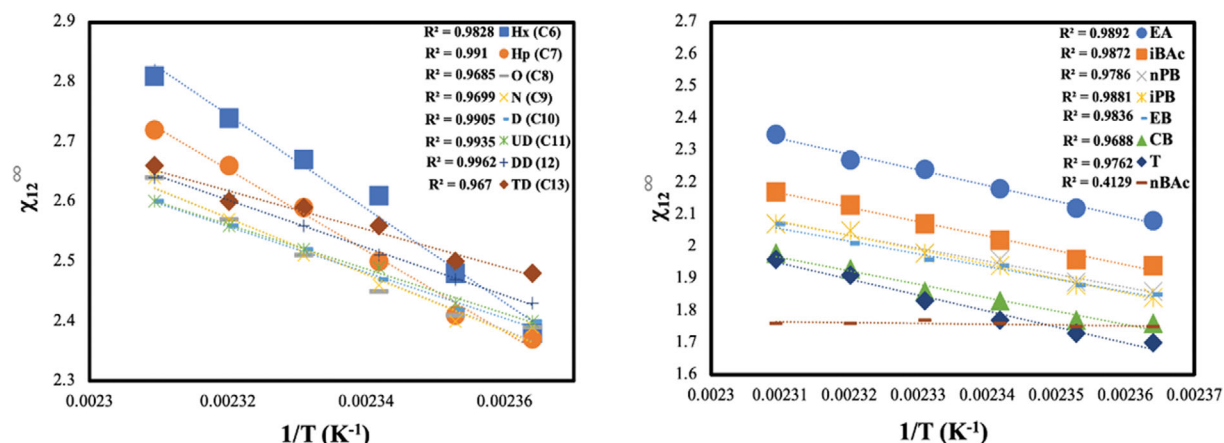 2.9
2.8
2.7
2.6
2.5
2.4
2.3
χ12∞
0.0023
0.00232
0.00234
0.00236
1/T (K-1)
R² = 0.9828 Hx (C6)
R² = 0.991 Hp (C7)
R² = 0.9685 O (C8)
R² = 0.9699 N (C9)
R² = 0.9905 D (C10)
R² = 0.9935 UD (C11)
R² = 0.9962 DD (12)
R² = 0.967 TD (C13)
2.7
2.6
2.5
2.4
2.3
2.2
2.1
2
1.9
1.8
1.7
1.6
χ12∞
0.0023
0.00231
0.00232
0.00233
0.00234
0.00235
0.00236
0.00237
1/T (K-1)
R² = 0.9892 EA
R² = 0.9872 iBAc
R² = 0.9786 nPB
R² = 0.9881 iPB
R² = 0.9836 EB
R² = 0.9688 CB
R² = 0.9762 T
R² = 0.4129 nBAc